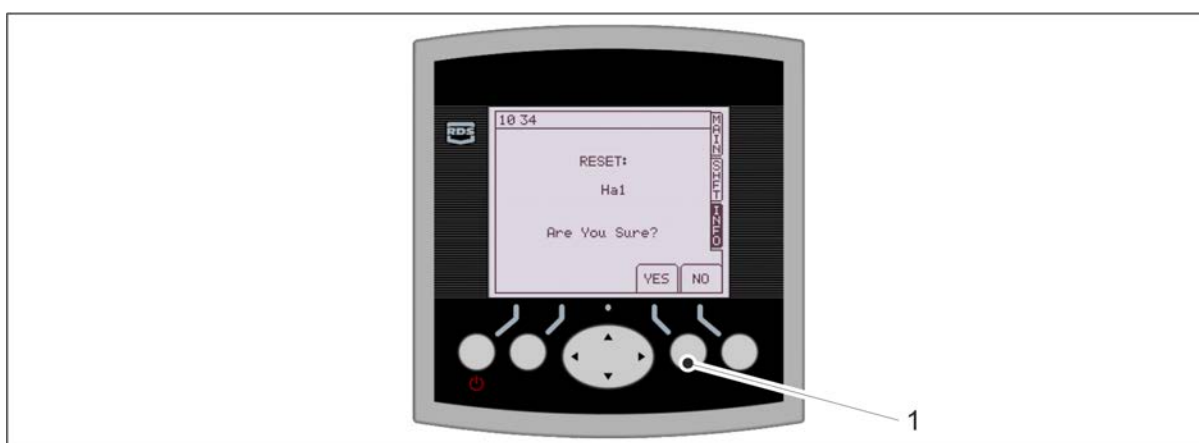 RDS
10 34
MAIN
SHFT
INFO
RESET:
Ha1
Are You Sure?
YES NO
1